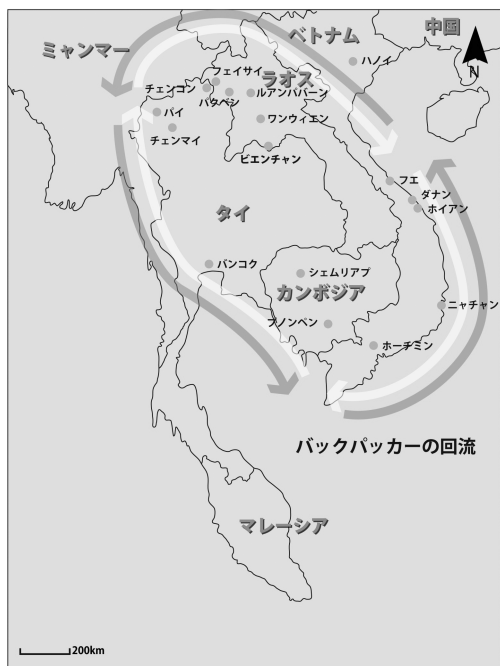 中国
ベトナム
ミャンマー
N
ハノイ
フェイサイ
ラオス
チェンコン
ルアンパバーン
パイ
パクベン
ワンウィエン
チェンマイ
ビエンチャン
フエ
ダナン
ホイアン
タイ
バンコク
シェムリアプ
カンボジア
ニャチャン
プノンペン
ホーチミン
バックパッカーの回流
マレーシア
200km